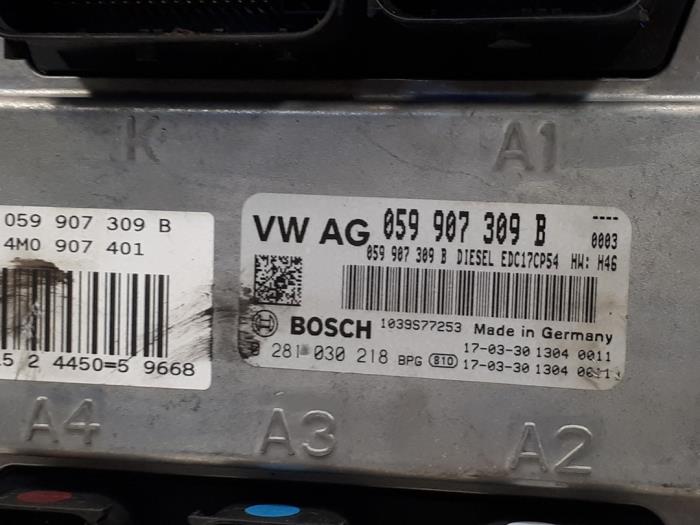 K
A1
059 907 309 B
4M0 907 401
2 4450=5 9668
VW AG 059 907 309 B
----
0003
059 907 309 B DIESEL EDC17CP54 HW: H46
BOSCH 1039S77253 Made in Germany
281 030 218 BPG B10
17-03-30 1304 0011
17-03-30 1304 0011
A4
A3
A2